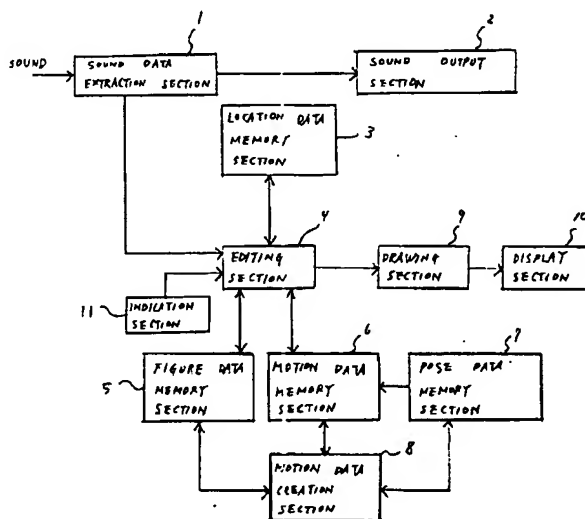 1
2
SOUND
SOUND DATA
EXTRACTION SECTION
SOUND OUTPUT
SECTION
LOCATION DATA
MEMORY
SECTION
3
4
9
10
EDITING
SECTION
DRAWING
SECTION
DISPLAY
SECTION
11
INDICATION
SECTION
6
7
5
FIGURE DATA
MEMORY
SECTION
MOTION DATA
MEMORY
SECTION
POSE DATA
MEMORY
SECTION
8
MOTION DATA
CREATION
SECTION